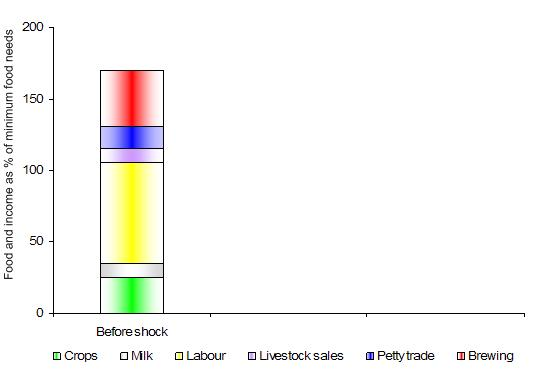 Food and income as % of minimum food needs
200
150
100
50
0
Before shock
Crops Milk Labour Livestock sales Petty trade Brewing